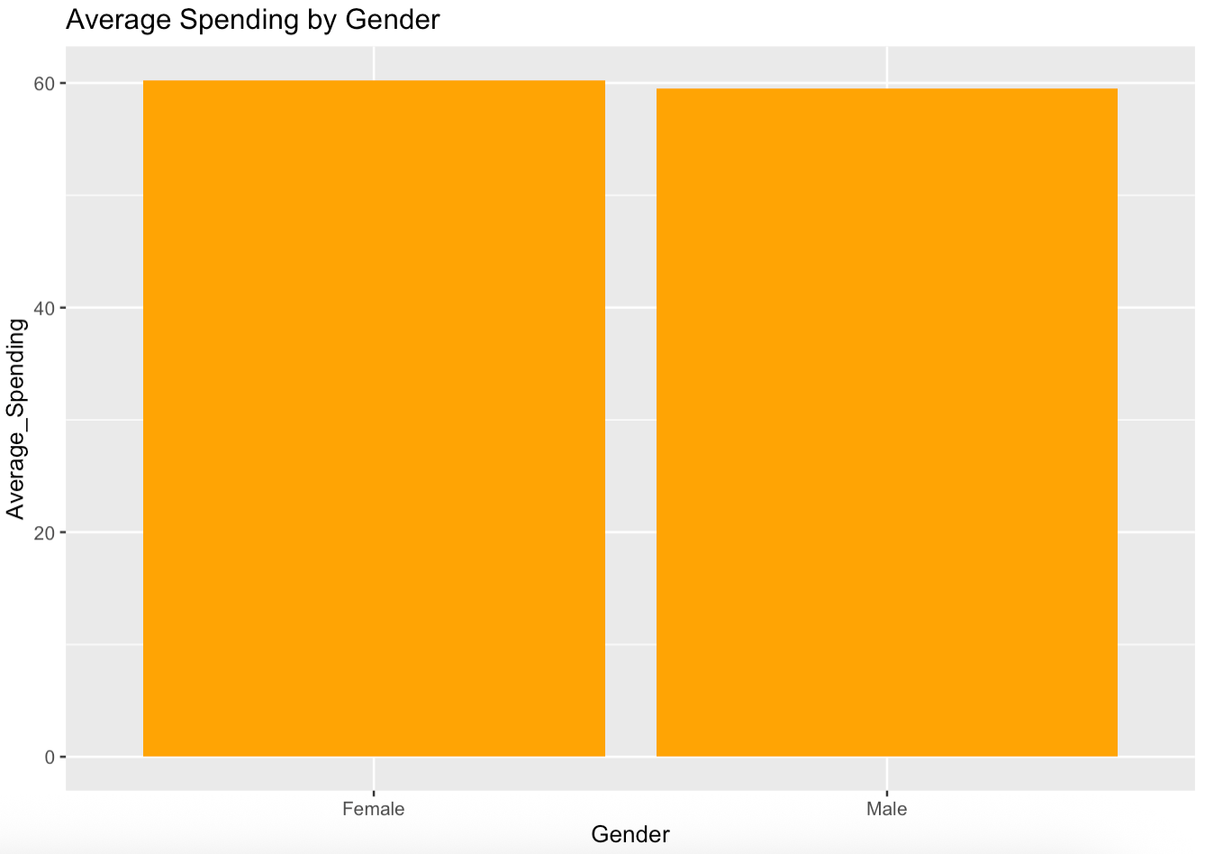 Average Spending by Gender
60
40
20
0
Average_Spending
Female Male
Gender